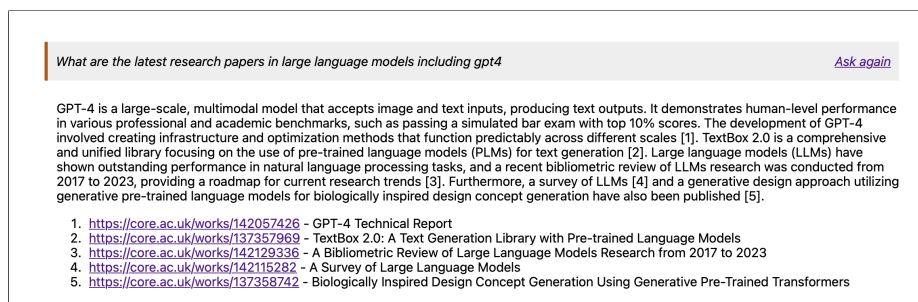 What are the latest research papers in large language models including gpt4
Ask again
GPT-4 is a large-scale, multimodal model that accepts image and text inputs, producing text outputs. It demonstrates human-level performance
in various professional and academic benchmarks, such as passing a simulated bar exam with top 10% scores. The development of GPT-4
involved creating infrastructure and optimization methods that function predictably across different scales [1]. TextBox 2.0 is a comprehensive
and unified library focusing on the use of pre-trained language models (PLMs) for text generation [2]. Large language models (LLMs) have
shown outstanding performance in natural language processing tasks, and a recent bibliometric review of LLMs research was conducted from
2017 to 2023, providing a roadmap for current research trends [3]. Furthermore, a survey of LLMs [4] and a generative design approach utilizing
generative pre-trained language models for biologically inspired design concept generation have also been published [5].
1. https://core.ac.uk/works/142057426 - GPT-4 Technical Report
2. https://core.ac.uk/works/137357969 - TextBox 2.0: A Text Generation Library with Pre-trained Language Models
3. https://core.ac.uk/works/142129336 - A Bibliometric Review of Large Language Models Research from 2017 to 2023
4. https://core.ac.uk/works/142115282 - A Survey of Large Language Models
5. https://core.ac.uk/works/137358742 - Biologically Inspired Design Concept Generation Using Generative Pre-Trained Transformers